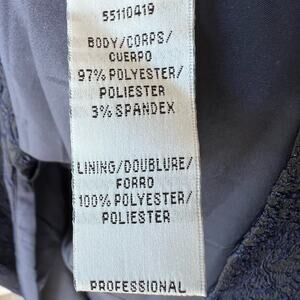 55110419
BODY/CORPS/
CUERPO
97% POLYESTER/
POLIESTER
3% SPANDEX
LINING/DOUBLURE/
FORRO
100% POLYESTER/
POLIESTER
PROFESSIONAL